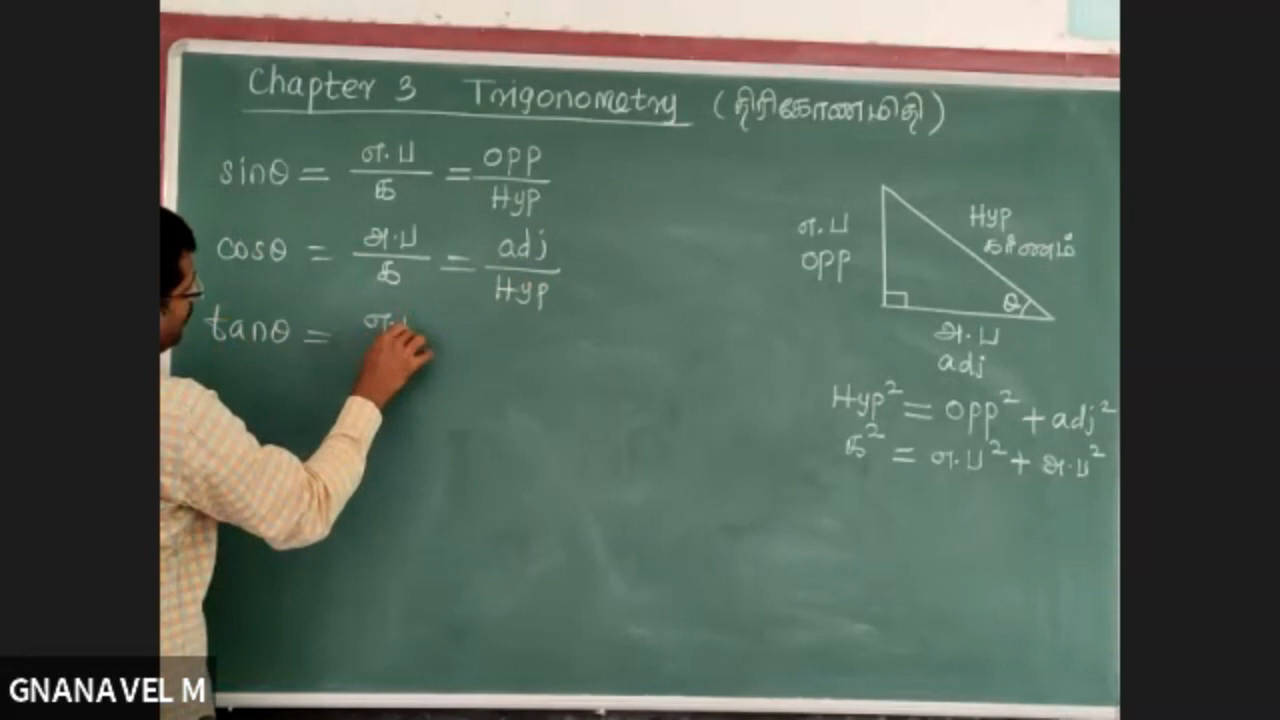 Chapter 3 Trigonometry (திரிகோணமிதி)
sinθ = எ.ப / க = opp / Hyp
cosθ = அ.ப / க = adj / Hyp
tanθ = எ.ப
Hyp
கர்ணம்
எ.ப
opp
θ
அ.ப
adj
Hyp² = opp² + adj²
க² = எ.ப² + அ.ப²
GNANAVEL M